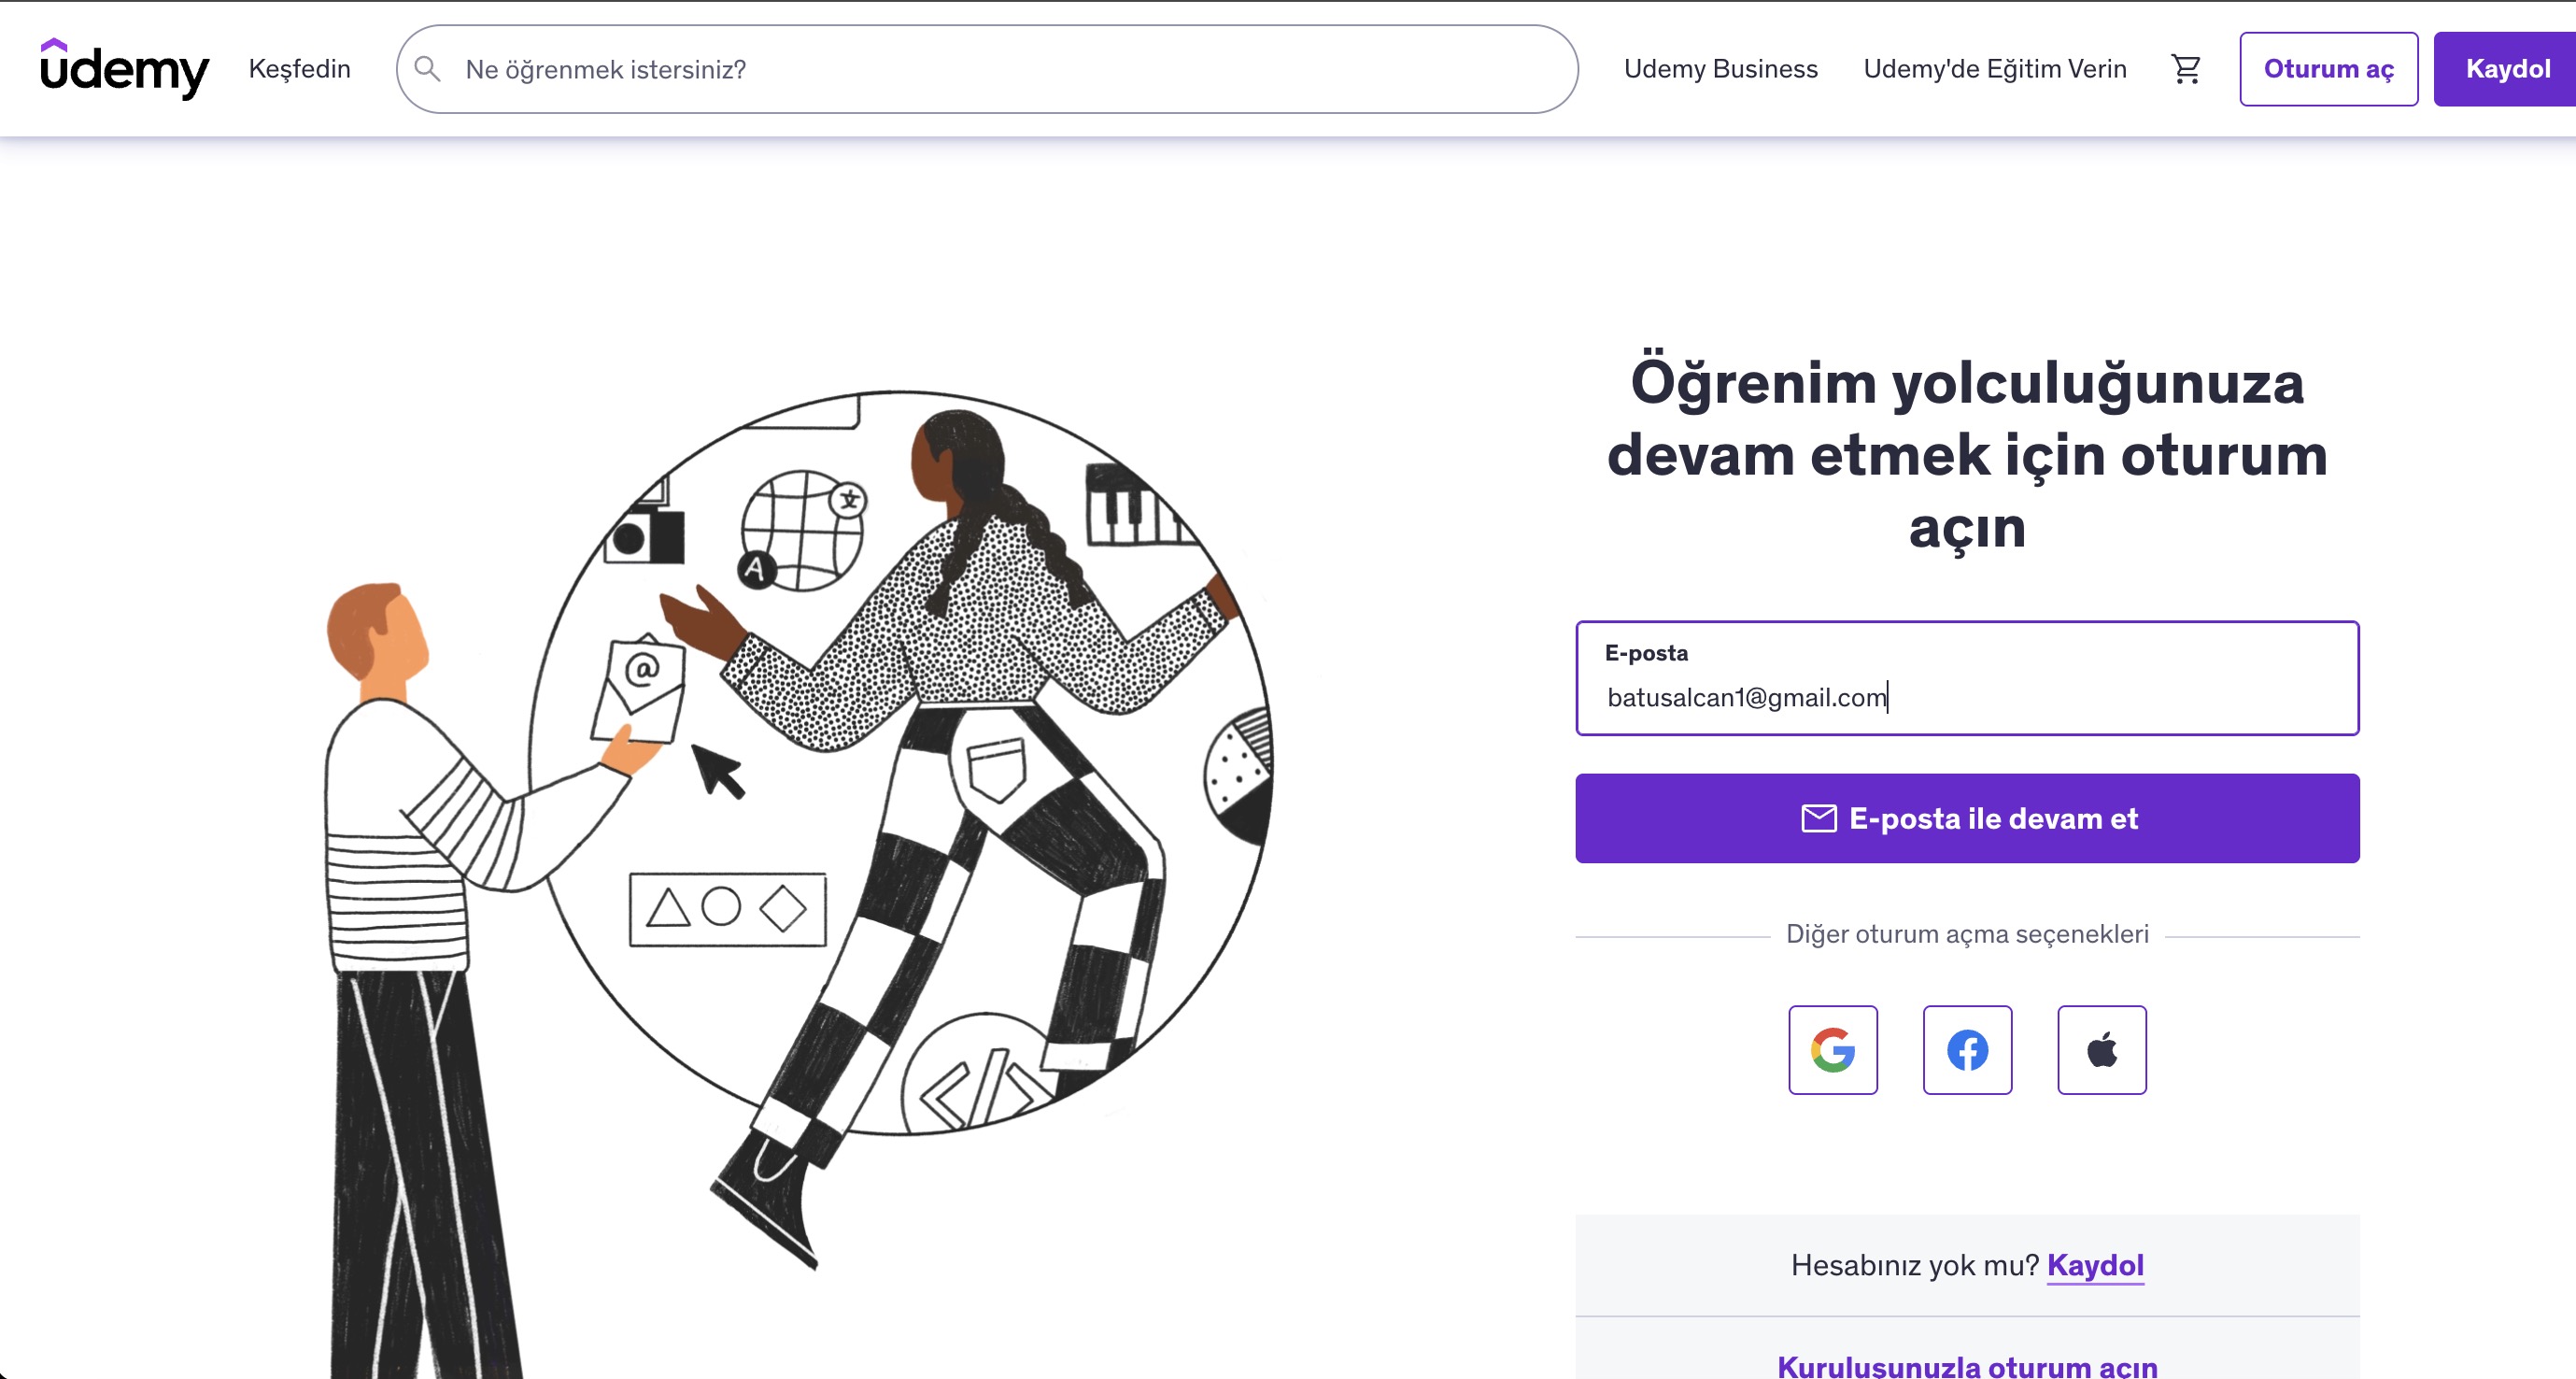 udemy
Keşfedin
Ne öğrenmek istersiniz?
Udemy Business
Udemy'de Eğitim Verin
Oturum aç
Kaydol
Öğrenim yolculuğunuza
devam etmek için oturum
açın
E-posta
batusalcan1@gmail.com
E-posta ile devam et
Diğer oturum açma seçenekleri
Hesabınız yok mu? Kaydol
Kuruluşunuzla oturum açın
文
A
@